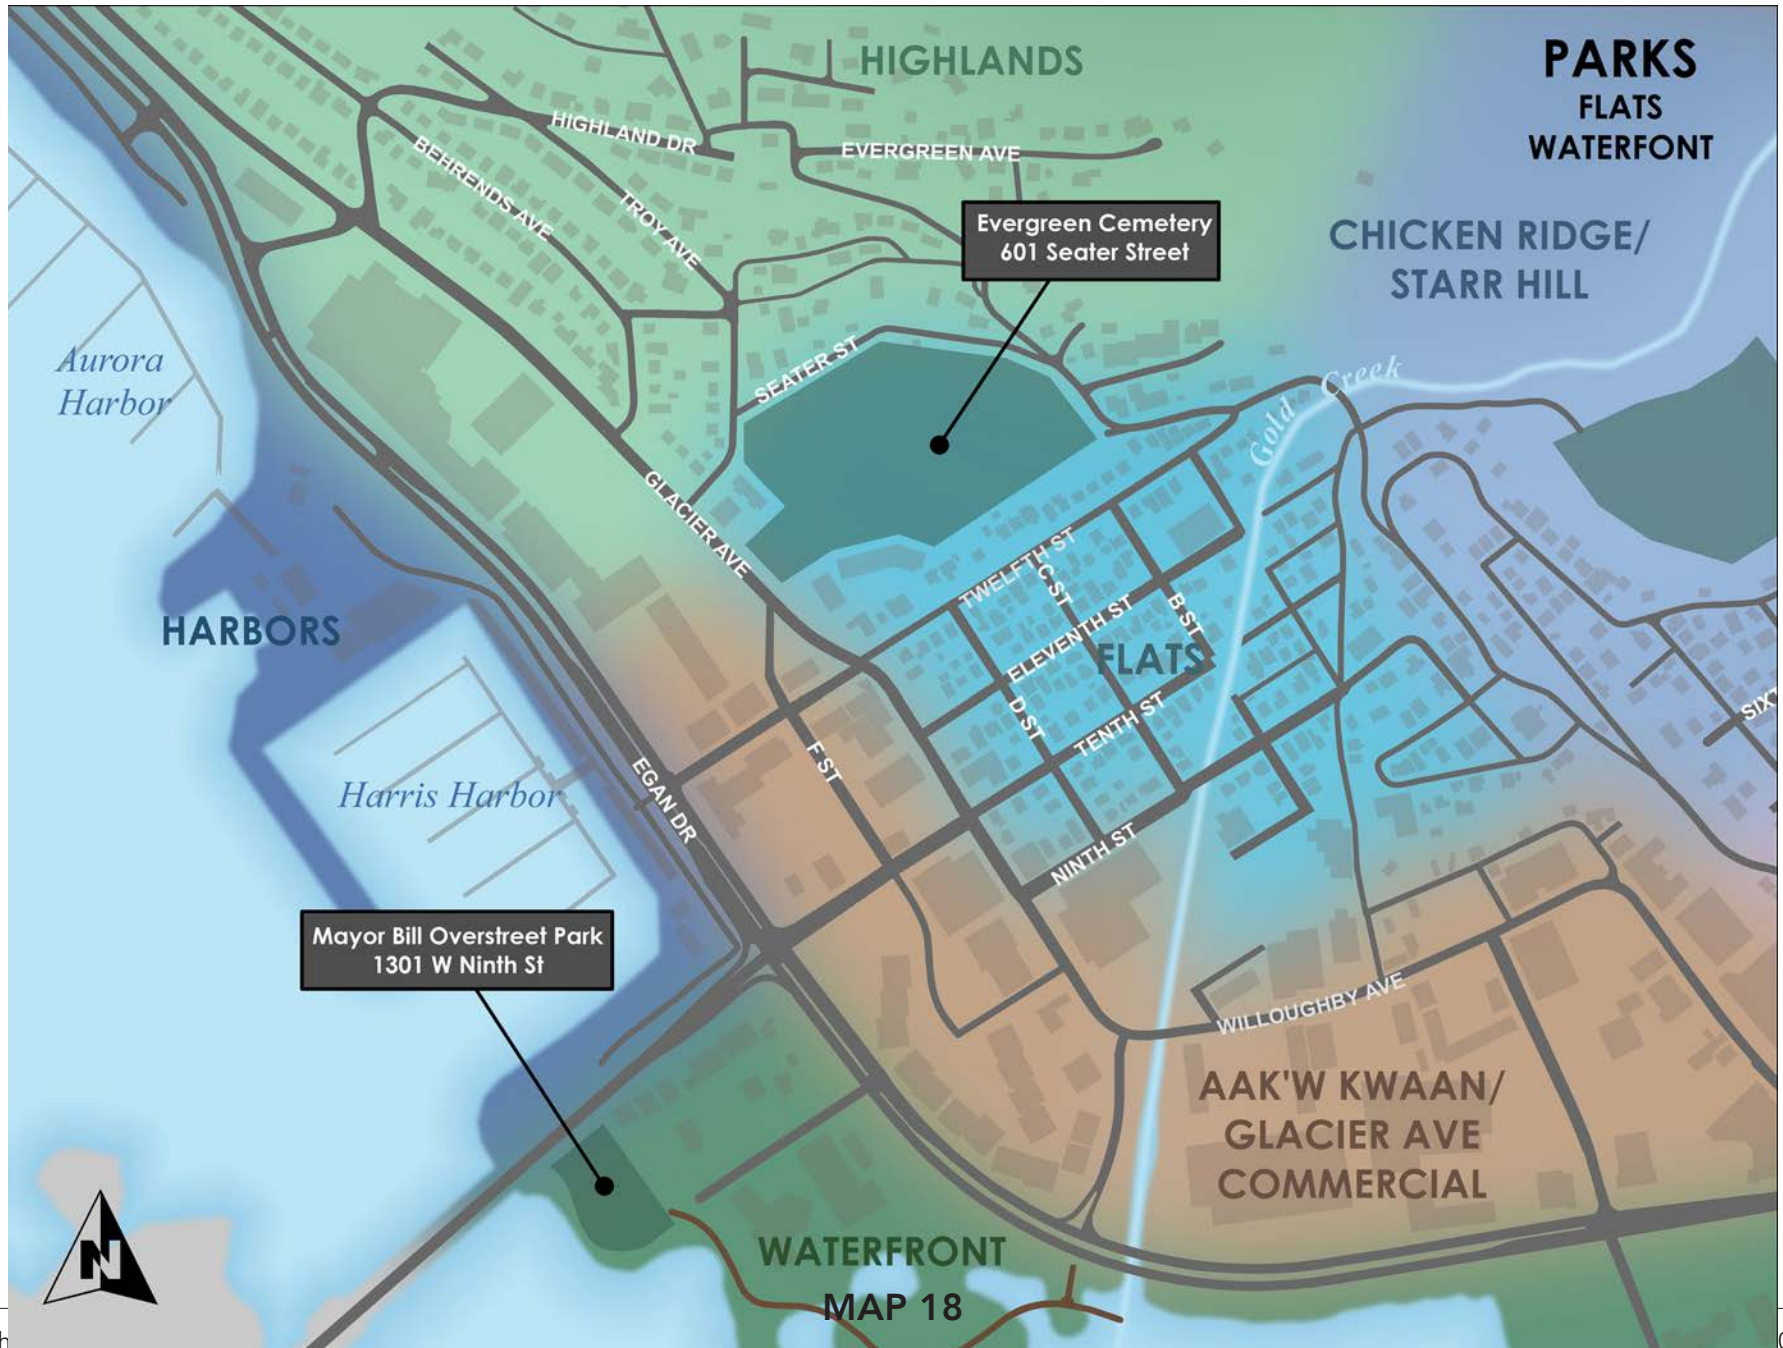 PARKS
FLATS
WATERFONT
HIGHLANDS
HIGHLAND DR
EVERGREEN AVE
BEHRENDS AVE
TROY AVE
Evergreen Cemetery
601 Seater Street
CHICKEN RIDGE/
STARR HILL
Aurora
Harbor
SEATER ST
Gold Creek
GLACIER AVE
TWELFTH ST
C ST
B ST
ELEVENTH ST
FLATS
HARBORS
D ST
TENTH ST
SIXT
F ST
EGAN DR
Harris Harbor
NINTH ST
Mayor Bill Overstreet Park
1301 W Ninth St
WILLOUGHBY AVE
AAK'W KWAAN/
GLACIER AVE
COMMERCIAL
N
WATERFRONT
MAP 18